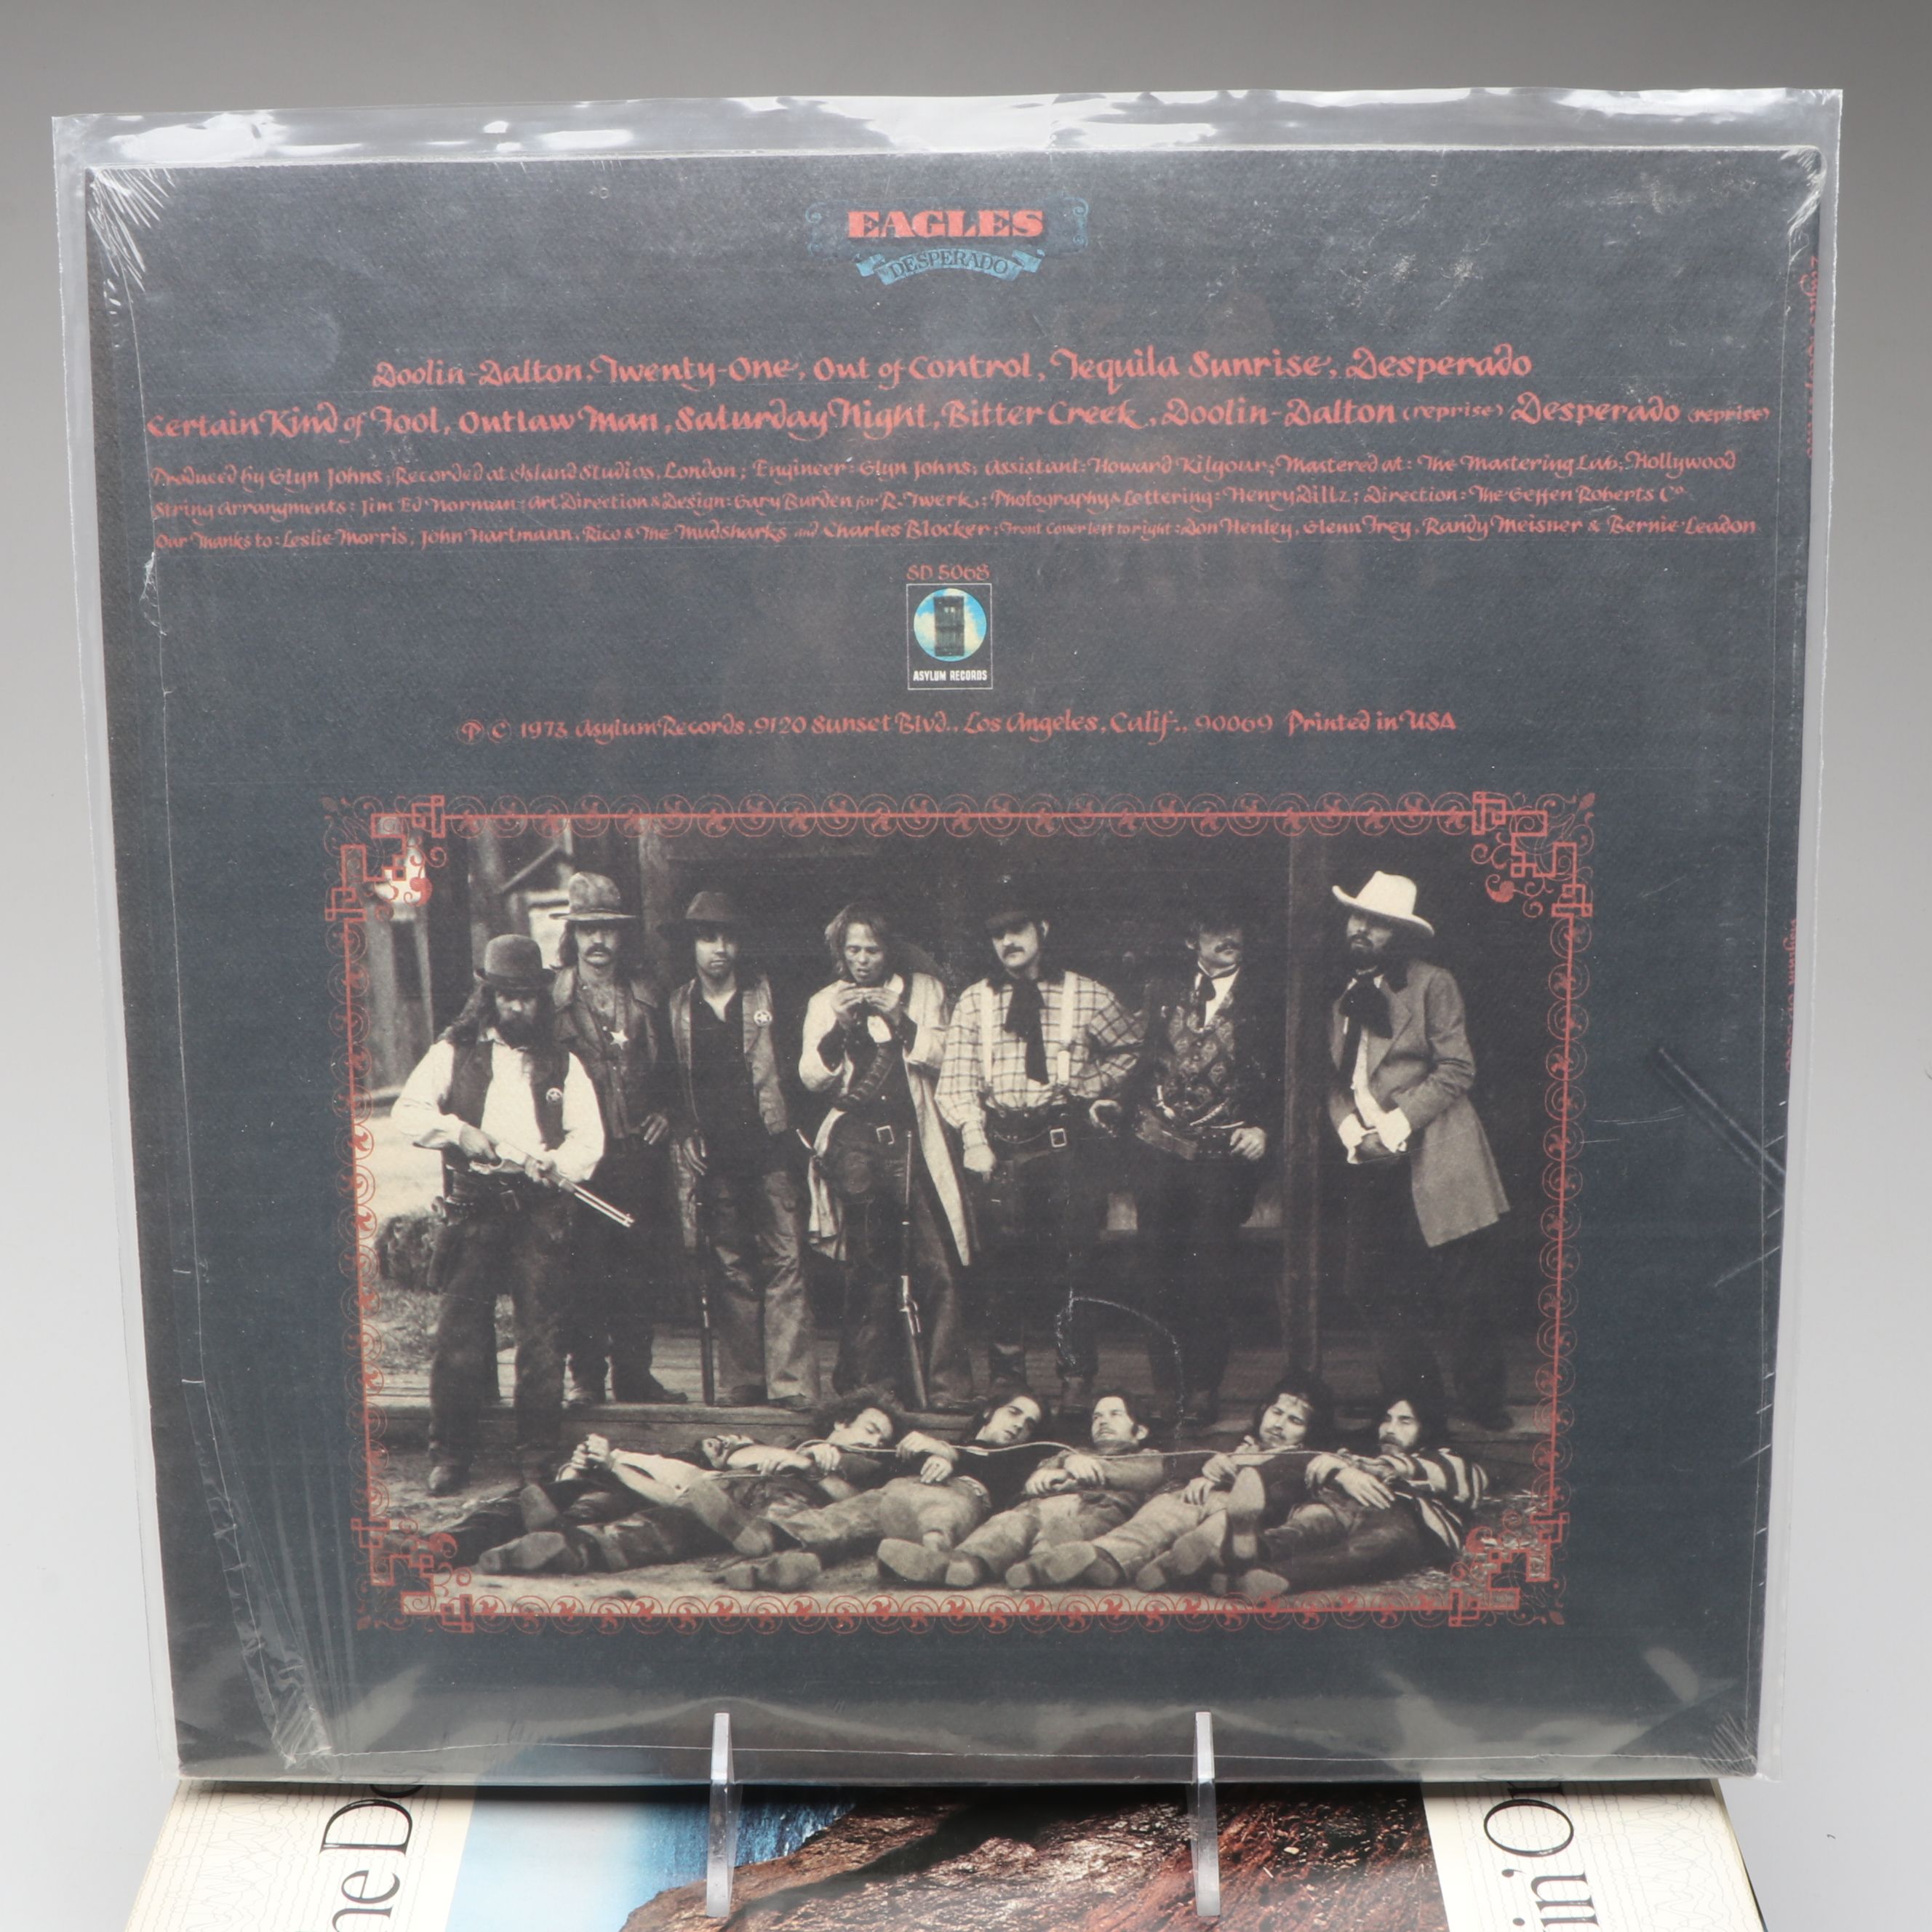 EAGLES
DESPERADO
Doolin-Dalton, Twenty-One, Out of Control, Tequila Sunrise, Desperado
Certain Kind of Fool, Outlaw Man, Saturday Night, Bitter Creek, Doolin-Dalton (reprise) Desperado (reprise)
Produced by Glyn Johns; Recorded at Island Studios, London; Engineer: Glyn Johns; Assistant: Howard Kilgour; Mastered at: The Mastering Lab; Hollywood
String Arrangments: Jim Ed Norman; Art Direction & Design: Gary Burden for R. Twerk; Photography & Lettering: Henry Diltz; Direction: The Geffen Roberts Co
Our Thanks to: Leslie Morris, John Hartmann, Rico & The Mudsharks and Charles Blocker; Front Cover left to right: Don Henley, Glenn Frey, Randy Meisner & Bernie Leadon
SD 5068
ASYLUM RECORDS
Ⓟ © 1973 Asylum Records, 9120 Sunset Blvd., Los Angeles, Calif., 90069 Printed in USA